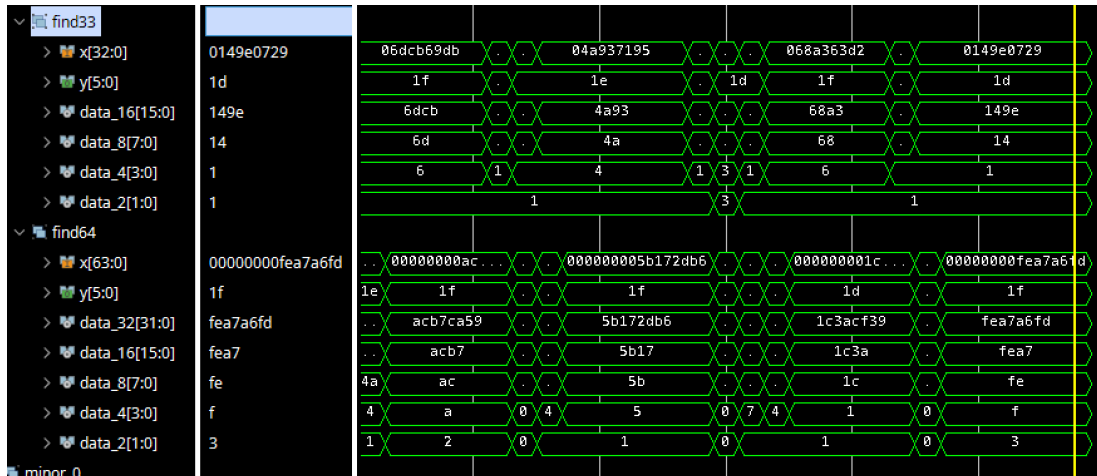 find33
x[32:0] 0149e0729 06dcb69db . . 04a937195 . . . 068a363d2 . 0149e0729
y[5:0] 1d 1f . . 1e . 1d . 1f . 1d
data_16[15:0] 149e 6dcb . . 4a93 . . . 68a3 . 149e
data_8[7:0] 14 6d . . 4a . . . 68 . 14
data_4[3:0] 1 6 1 4 1 3 1 6 1
data_2[1:0] 1 1 3 1
find64
x[63:0] 00000000fea7a6fd .. 00000000ac... . . 000000005b172db6 . . . 000000001c... . 00000000fea7a6fd
y[5:0] 1f 1e 1f . . 1f . . . 1d . 1f
data_32[31:0] fea7a6fd .. acb7ca59 . . 5b172db6 . . . 1c3acf39 . fea7a6fd
data_16[15:0] fea7 .. acb7 . . 5b17 . . . 1c3a . fea7
data_8[7:0] fe 4a ac . . 5b . . . 1c . fe
data_4[3:0] f 4 a 0 4 5 0 7 4 1 0 f
data_2[1:0] 3 1 2 0 1 0 1 0 3
minor_0